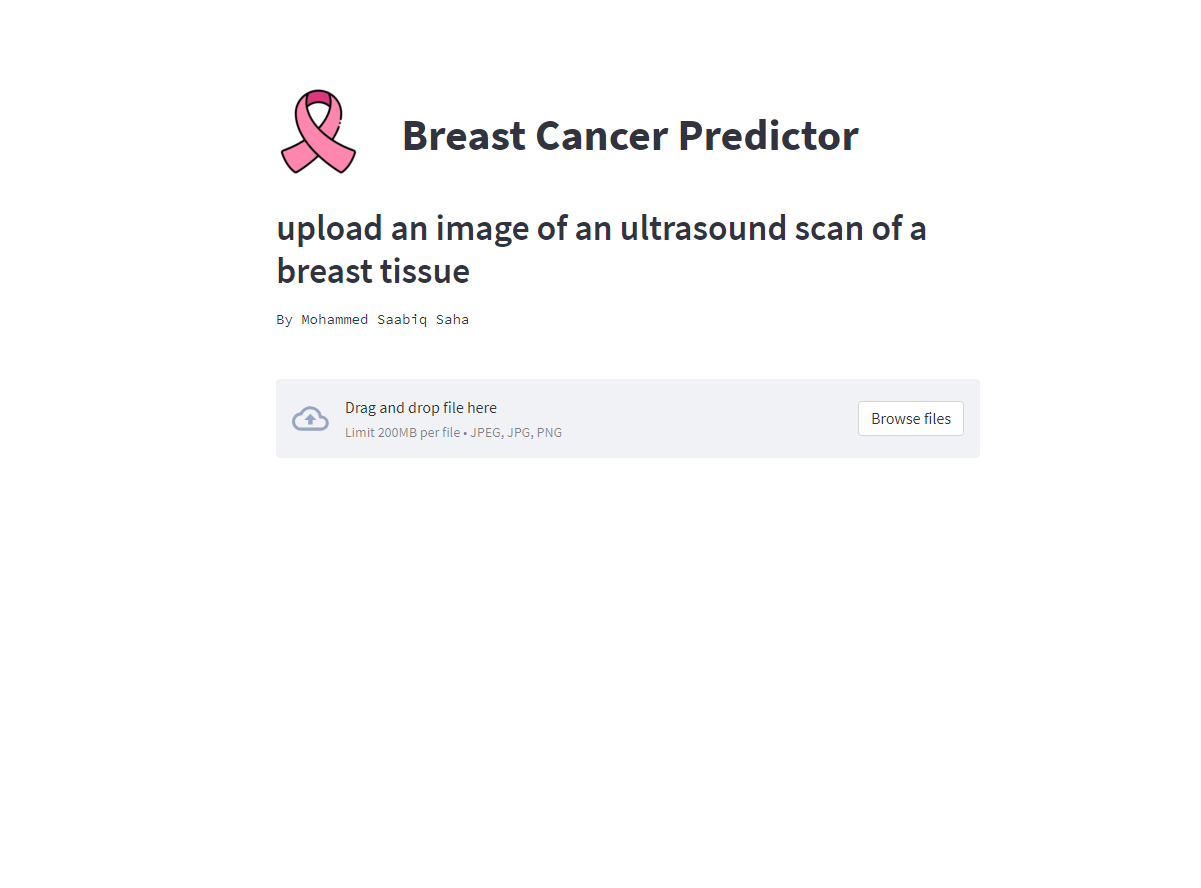 Breast Cancer Predictor
upload an image of an ultrasound scan of a
breast tissue
By Mohammed Saabiq Saha
Drag and drop file here
Limit 200MB per file • JPEG, JPG, PNG
Browse files